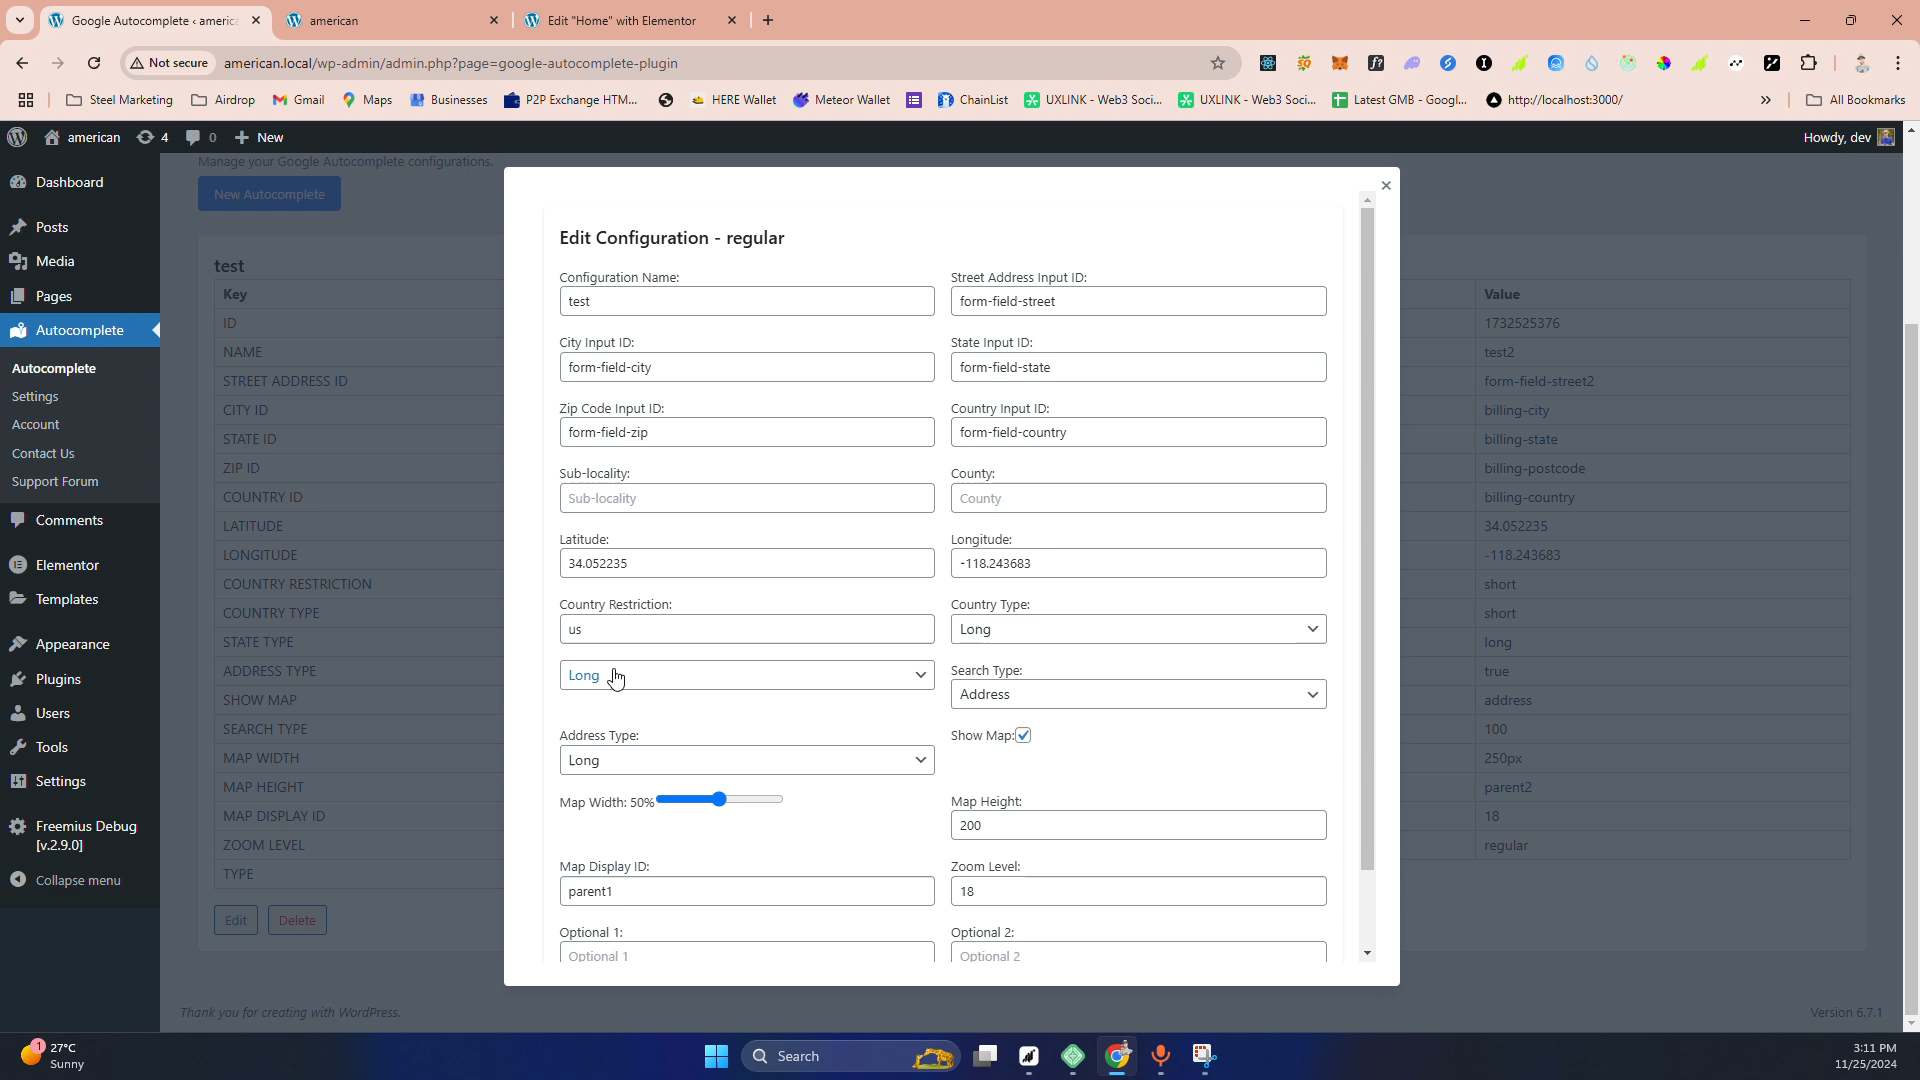 Google Autocomplete ‹ americ
american
Edit "Home" with Elementor
Not secure
american.local/wp-admin/admin.php?page=google-autocomplete-plugin
Steel Marketing
Airdrop
Gmail
Maps
Businesses
P2P Exchange HTM...
HERE Wallet
Meteor Wallet
ChainList
UXLINK - Web3 Soci...
UXLINK - Web3 Soci...
Latest GMB - Googl...
http://localhost:3000/
»
All Bookmarks
american
4
0
New
Howdy, dev
Dashboard
Posts
Media
Pages
Autocomplete
Autocomplete
Settings
Account
Contact Us
Support Forum
Comments
Elementor
Templates
Appearance
Plugins
Users
Tools
Settings
Freemius Debug
[v.2.9.0]
Collapse menu
Manage your Google Autocomplete configurations.
New Autocomplete
test
Key
ID
NAME
STREET ADDRESS ID
CITY ID
STATE ID
ZIP ID
COUNTRY ID
LATITUDE
LONGITUDE
COUNTRY RESTRICTION
COUNTRY TYPE
STATE TYPE
ADDRESS TYPE
SHOW MAP
SEARCH TYPE
MAP WIDTH
MAP HEIGHT
MAP DISPLAY ID
ZOOM LEVEL
TYPE
Edit
Delete
Edit Configuration - regular
Configuration Name:
test
Street Address Input ID:
form-field-street
City Input ID:
form-field-city
State Input ID:
form-field-state
Zip Code Input ID:
form-field-zip
Country Input ID:
form-field-country
Sub-locality:
Sub-locality
County:
County
Latitude:
34.052235
Longitude:
-118.243683
Country Restriction:
us
Country Type:
Long
Long
Search Type:
Address
Address Type:
Long
Show Map:
Map Width: 50%
Map Height:
200
Map Display ID:
parent1
Zoom Level:
18
Optional 1:
Optional 1
Optional 2:
Optional 2
Value
1732525376
test2
form-field-street2
billing-city
billing-state
billing-postcode
billing-country
34.052235
-118.243683
short
short
long
true
address
100
250px
parent2
18
regular
Thank you for creating with WordPress.
Version 6.7.1
1
27°C
Sunny
Search
3:11 PM
11/25/2024